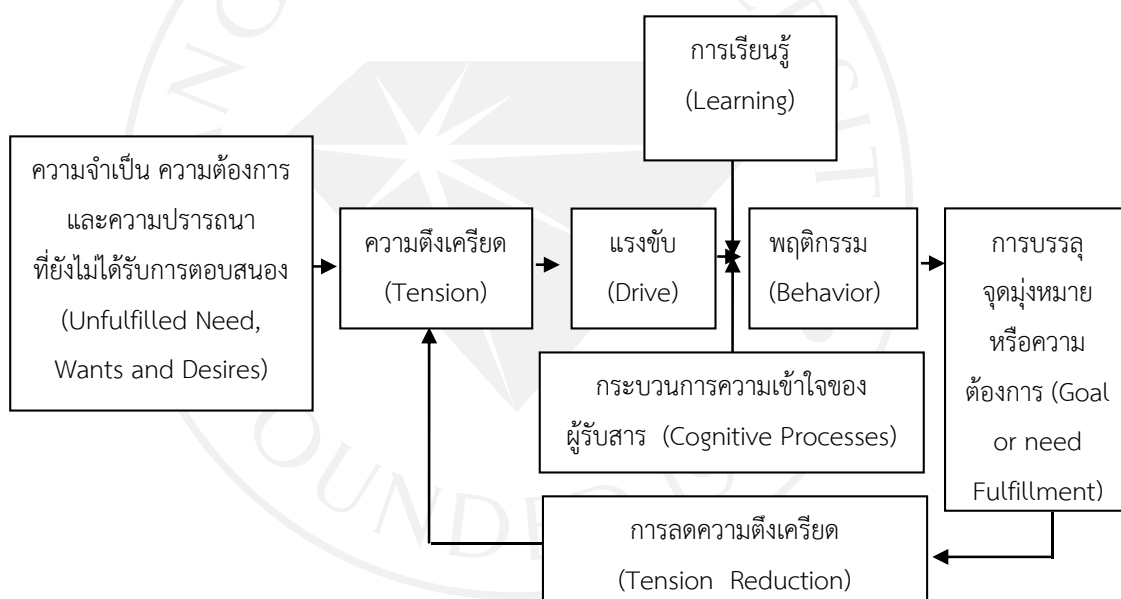 การเรียนรู้
(Learning)
ความจำเป็น ความต้องการ
และความปรารถนา
ที่ยังไม่ได้รับการตอบสนอง
(Unfulfilled Need,
Wants and Desires)
ความตึงเครียด
(Tension)
แรงขับ
(Drive)
พฤติกรรม
(Behavior)
การบรรลุ
จุดมุ่งหมาย
หรือความ
ต้องการ (Goal
or need
Fulfillment)
กระบวนการความเข้าใจของ
ผู้รับสาร (Cognitive Processes)
การลดความตึงเครียด
(Tension Reduction)